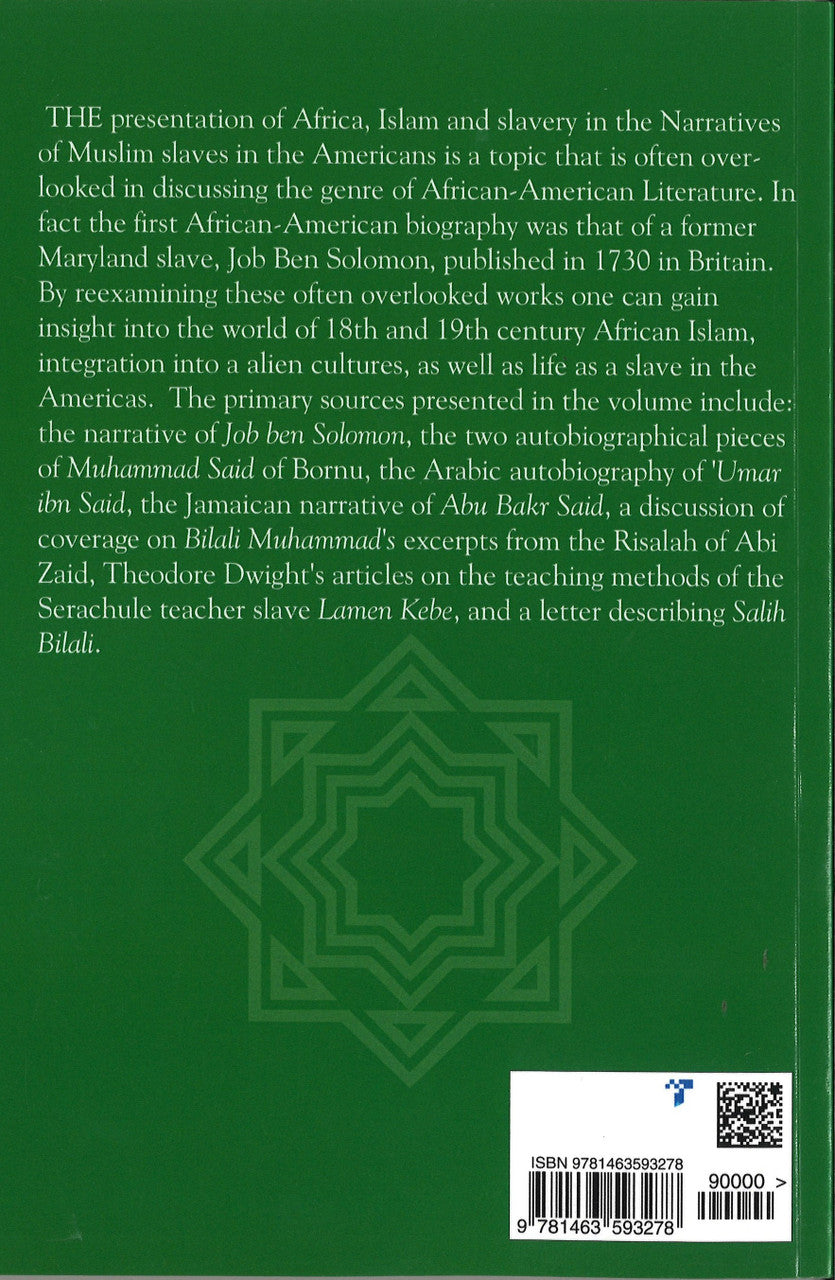 THE presentation of Africa, Islam and slavery in the Narratives
of Muslim slaves in the Americans is a topic that is often over-
looked in discussing the genre of African-American Literature. In
fact the first African-American biography was that of a former
Maryland slave, Job Ben Solomon, published in 1730 in Britain.
By reexamining these often overlooked works one can gain
insight into the world of 18th and 19th century African Islam,
integration into a alien cultures, as well as life as a slave in the
Americas.  The primary sources presented in the volume include:
the narrative of Job ben Solomon, the two autobiographical pieces
of Muhammad Said of Bornu, the Arabic autobiography of 'Umar
ibn Said, the Jamaican narrative of Abu Bakr Said, a discussion of
coverage on Bilali Muhammad's excerpts from the Risalah of Abi
Zaid, Theodore Dwight's articles on the teaching methods of the
Serachule teacher slave Lamen Kebe, and a letter describing Salih
Bilali.
ISBN 9781463593278
90000 >
9 781463 593278